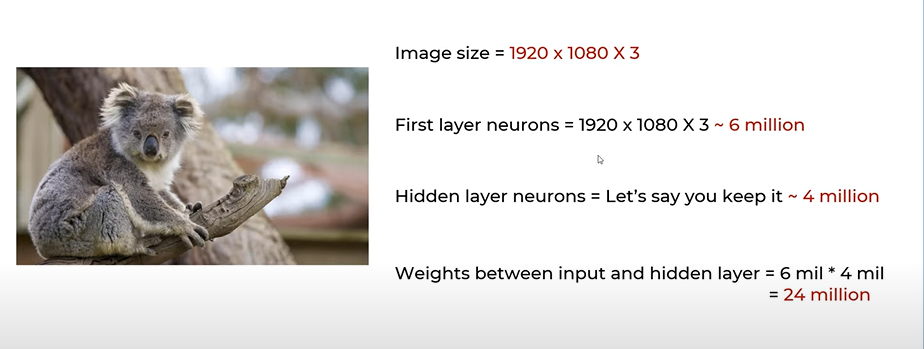 Image size = 1920 x 1080 X 3
First layer neurons = 1920 x 1080 X 3 ~ 6 million
Hidden layer neurons = Let's say you keep it ~ 4 million
Weights between input and hidden layer = 6 mil * 4 mil
= 24 million